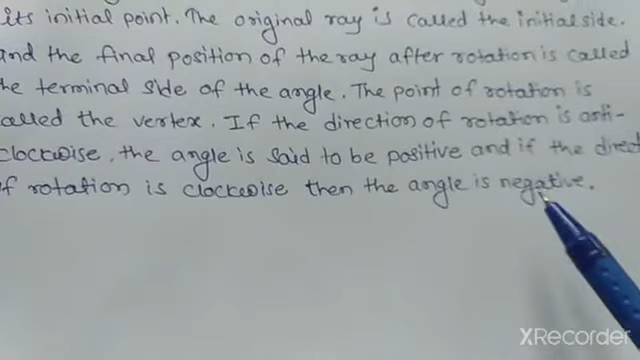 its initial point. The original ray is called the initial side.
and the final position of the ray after rotation is called
he terminal side of the angle. The point of rotation is
alled the vertex. If the direction of rotation is anti-
clockwise, the angle is said to be positive and if the direct
f rotation is clockwise then the angle is negative.
XRecorder